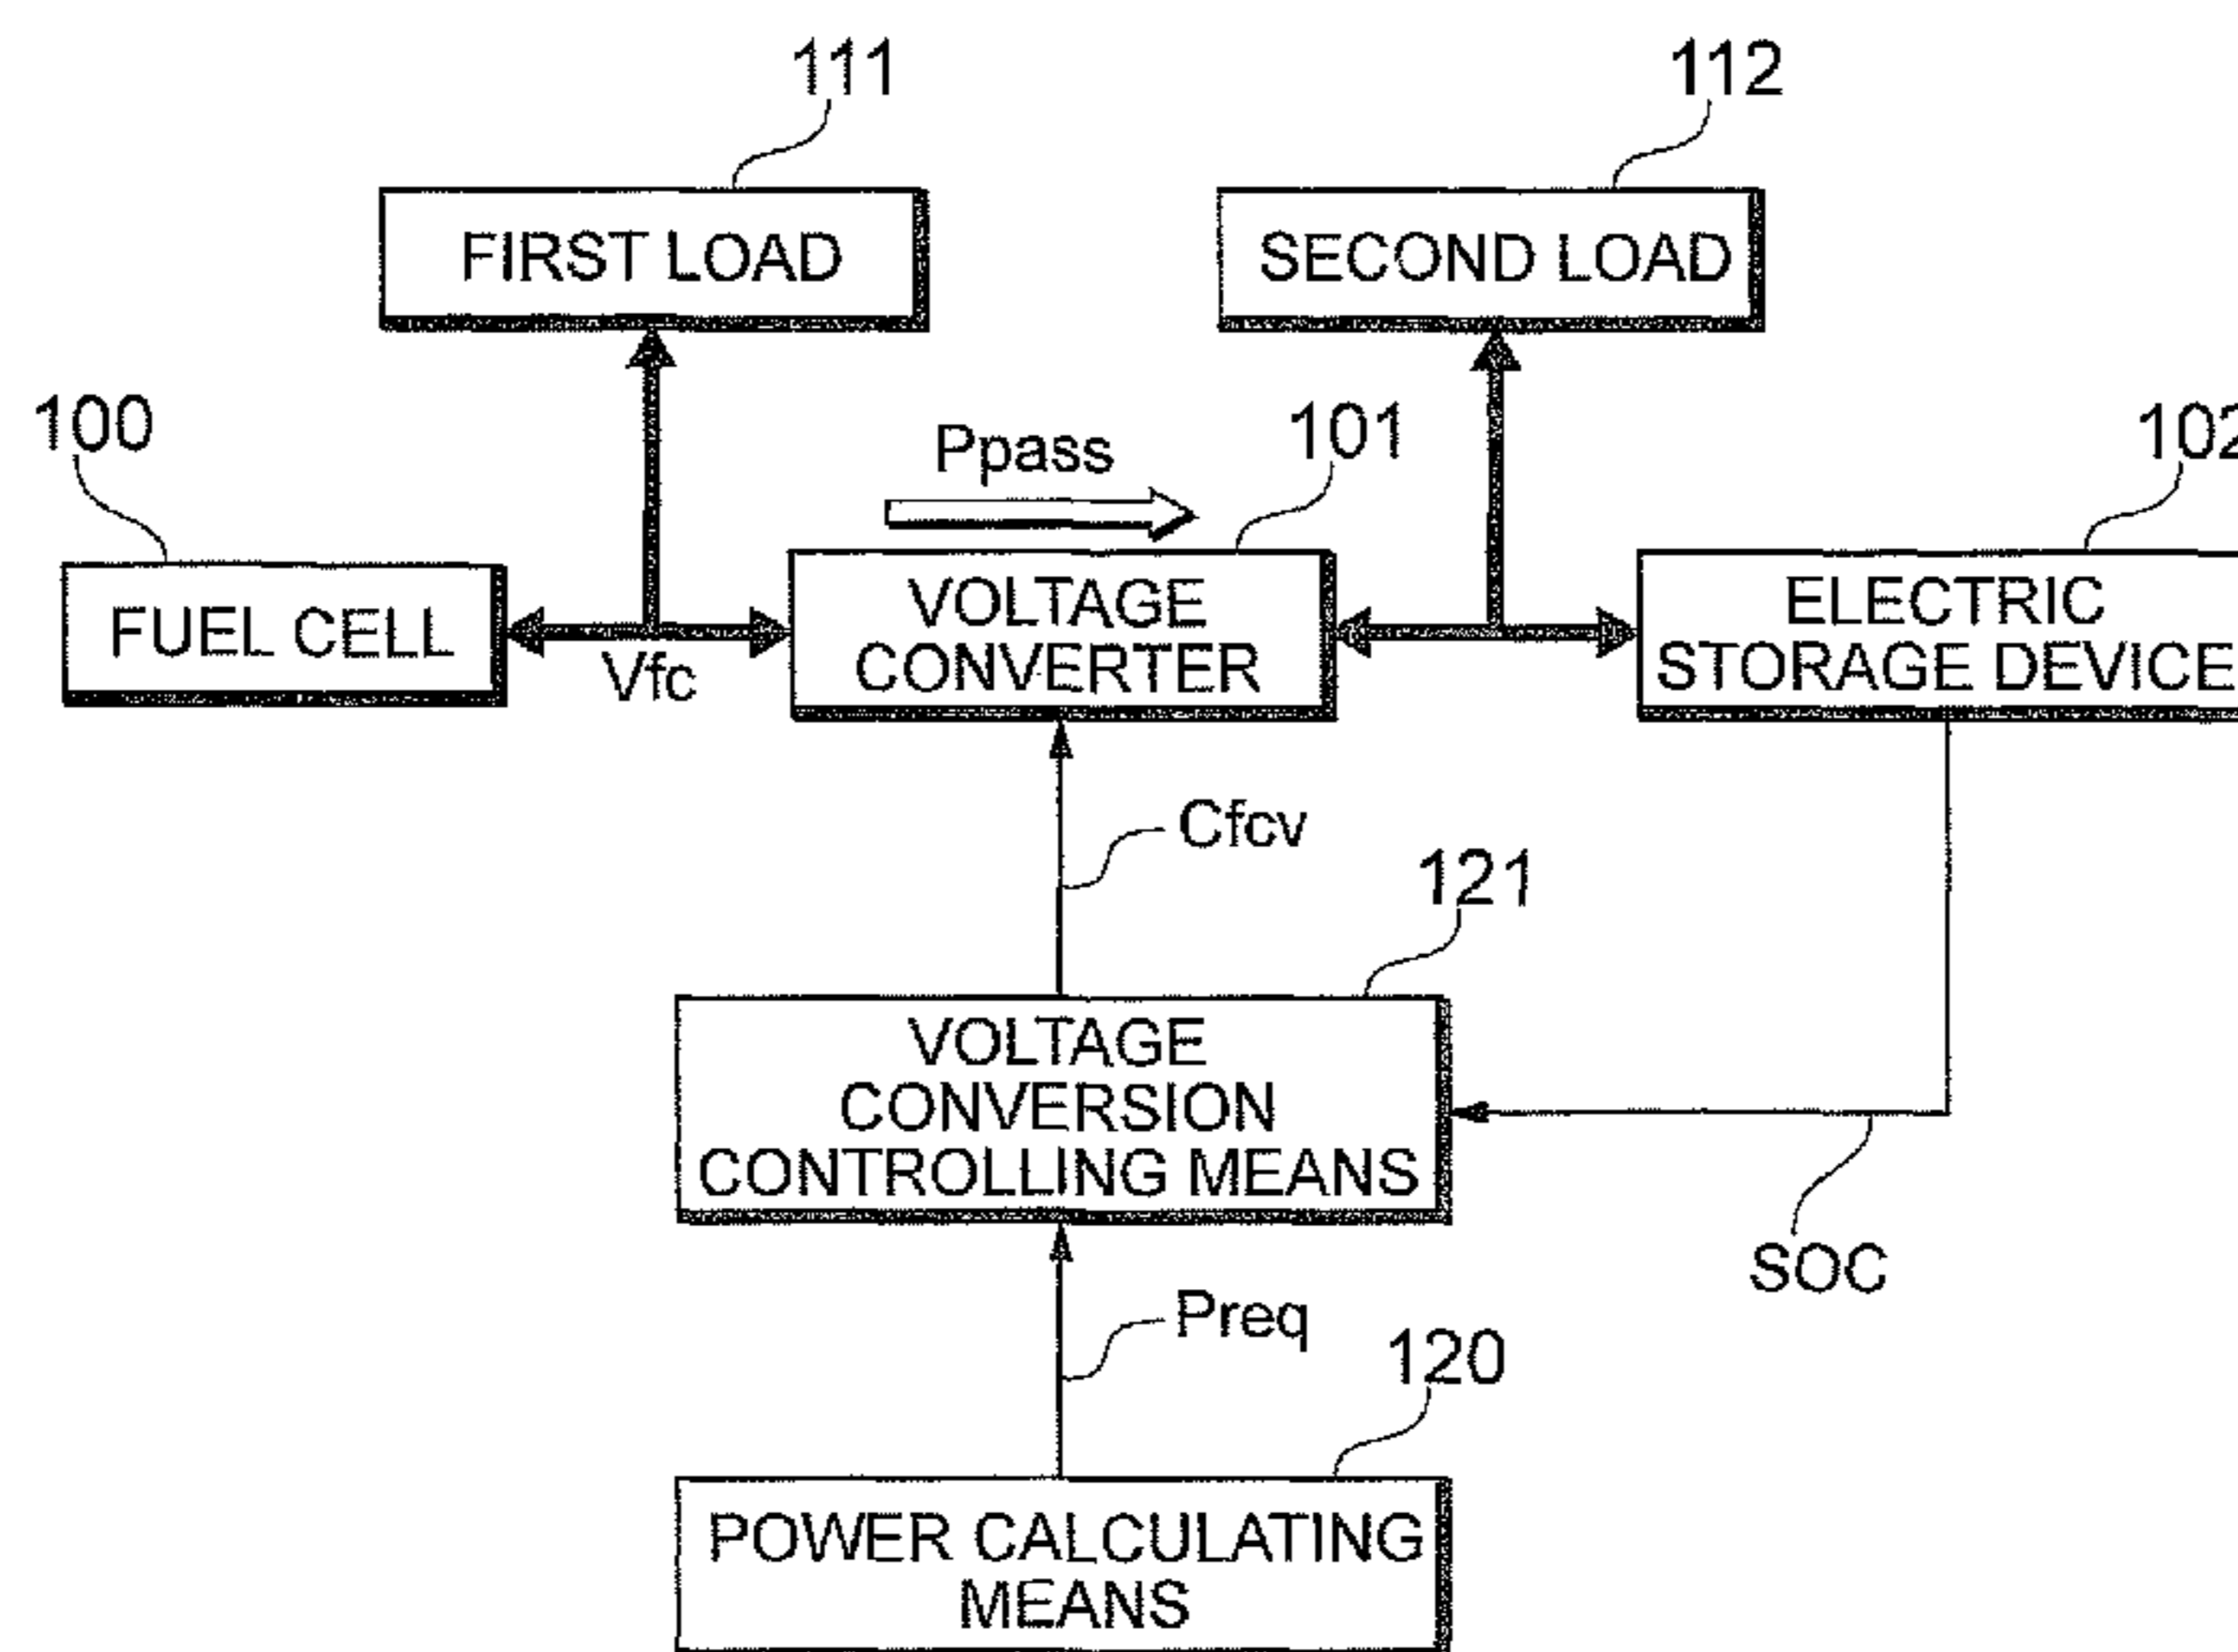 111
112
FIRST LOAD
SECOND LOAD
100
Ppass
101
102
FUEL CELL
Vfc
VOLTAGE
CONVERTER
ELECTRIC
STORAGE DEVICE
Cfcv
121
VOLTAGE
CONVERSION
CONTROLLING MEANS
SOC
Preq
120
POWER CALCULATING
MEANS